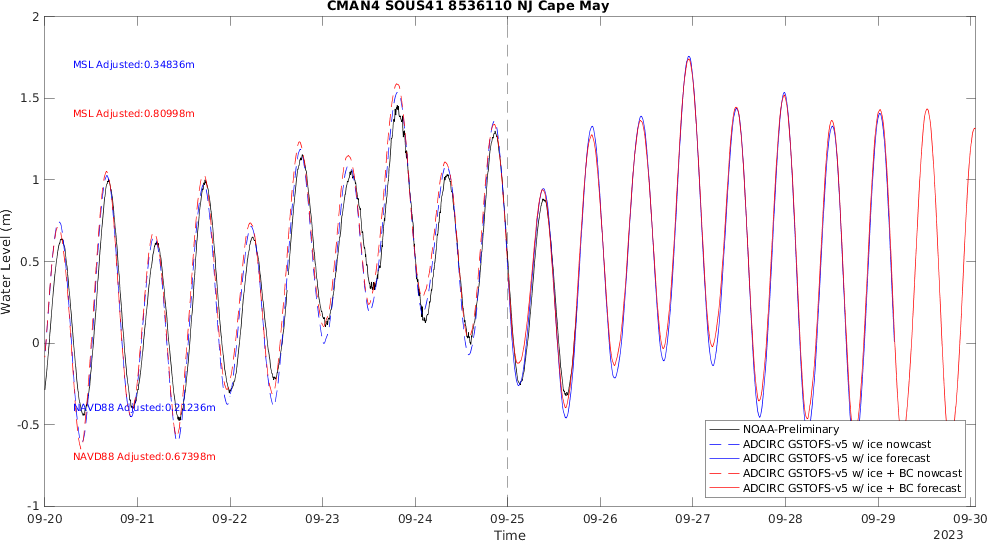 CMAN4 SOUS41 8536110 NJ Cape May
2
1.5
1
0.5
0
-0.5
-1
Water Level (m)
MSL Adjusted:0.34836m
MSL Adjusted:0.80998m
NAVD88 Adjusted:0.21236m
NAVD88 Adjusted:0.67398m
NOAA-Preliminary
ADCIRC GSTOFS-v5 w/ ice nowcast
ADCIRC GSTOFS-v5 w/ ice forecast
ADCIRC GSTOFS-v5 w/ ice + BC nowcast
ADCIRC GSTOFS-v5 w/ ice + BC forecast
09-20 09-21 09-22 09-23 09-24 09-25 09-26 09-27 09-28 09-29 09-30
Time
2023